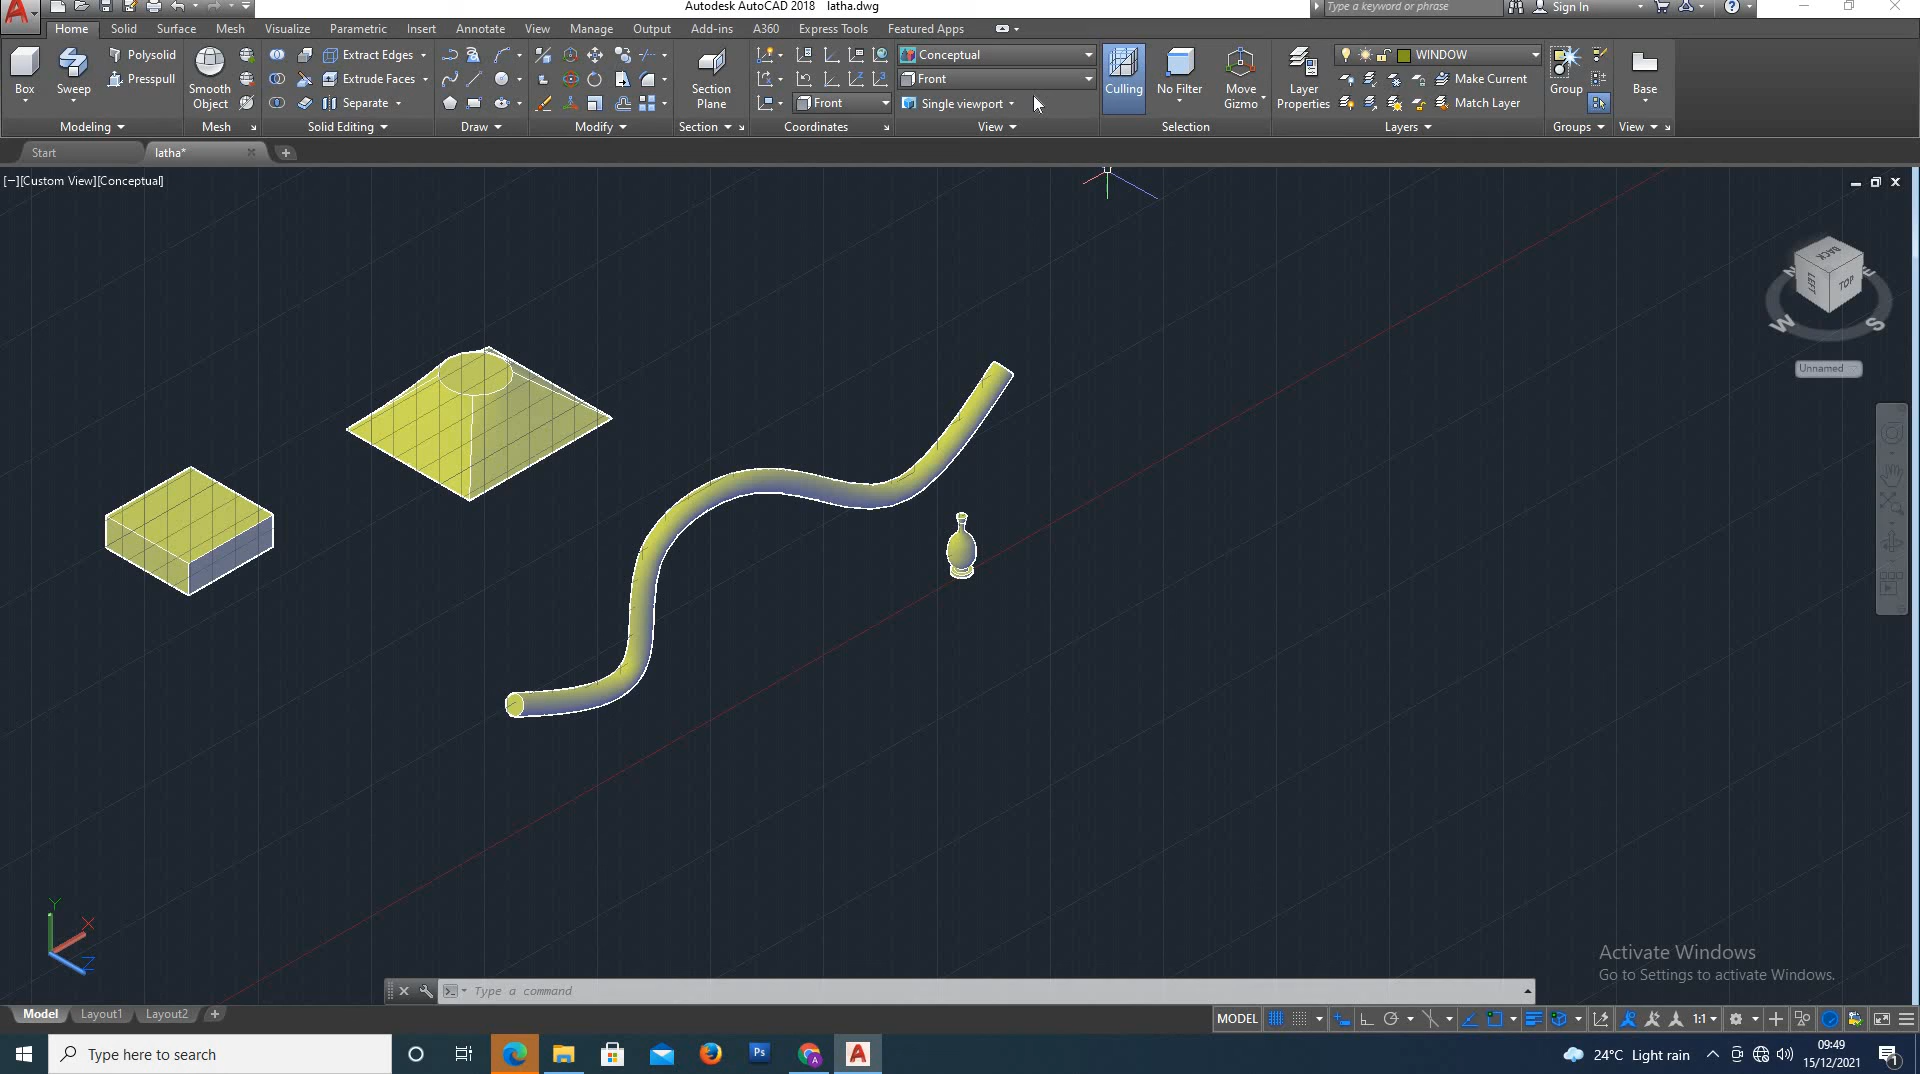 Autodesk AutoCAD 2018 latha.dwg
Type a keyword or phrase
Sign In
Home Solid Surface Mesh Visualize Parametric Insert Annotate View Manage Output Add-ins A360 Express Tools Featured Apps
Box
Sweep
Polysolid
Presspull
Modeling
Smooth
Object
Mesh
Extract Edges
Extrude Faces
Separate
Solid Editing
Draw
Modify
Section
Plane
Section
Front
Coordinates
Conceptual
Front
Single viewport
View
Culling
No Filter
Move
Gizmo
Selection
Layer
Properties
WINDOW
Make Current
Match Layer
Layers
Group
Groups
Base
View
Start
latha*
[−][Custom View][Conceptual]
BACK
LEFT
TOP
N
E
W
S
Unnamed
Y
X
Z
Activate Windows
Go to Settings to activate Windows.
Type a command
Model Layout1 Layout2
MODEL
1:1
Type here to search
Ps
A
24°C Light rain
09:49
15/12/2021
1